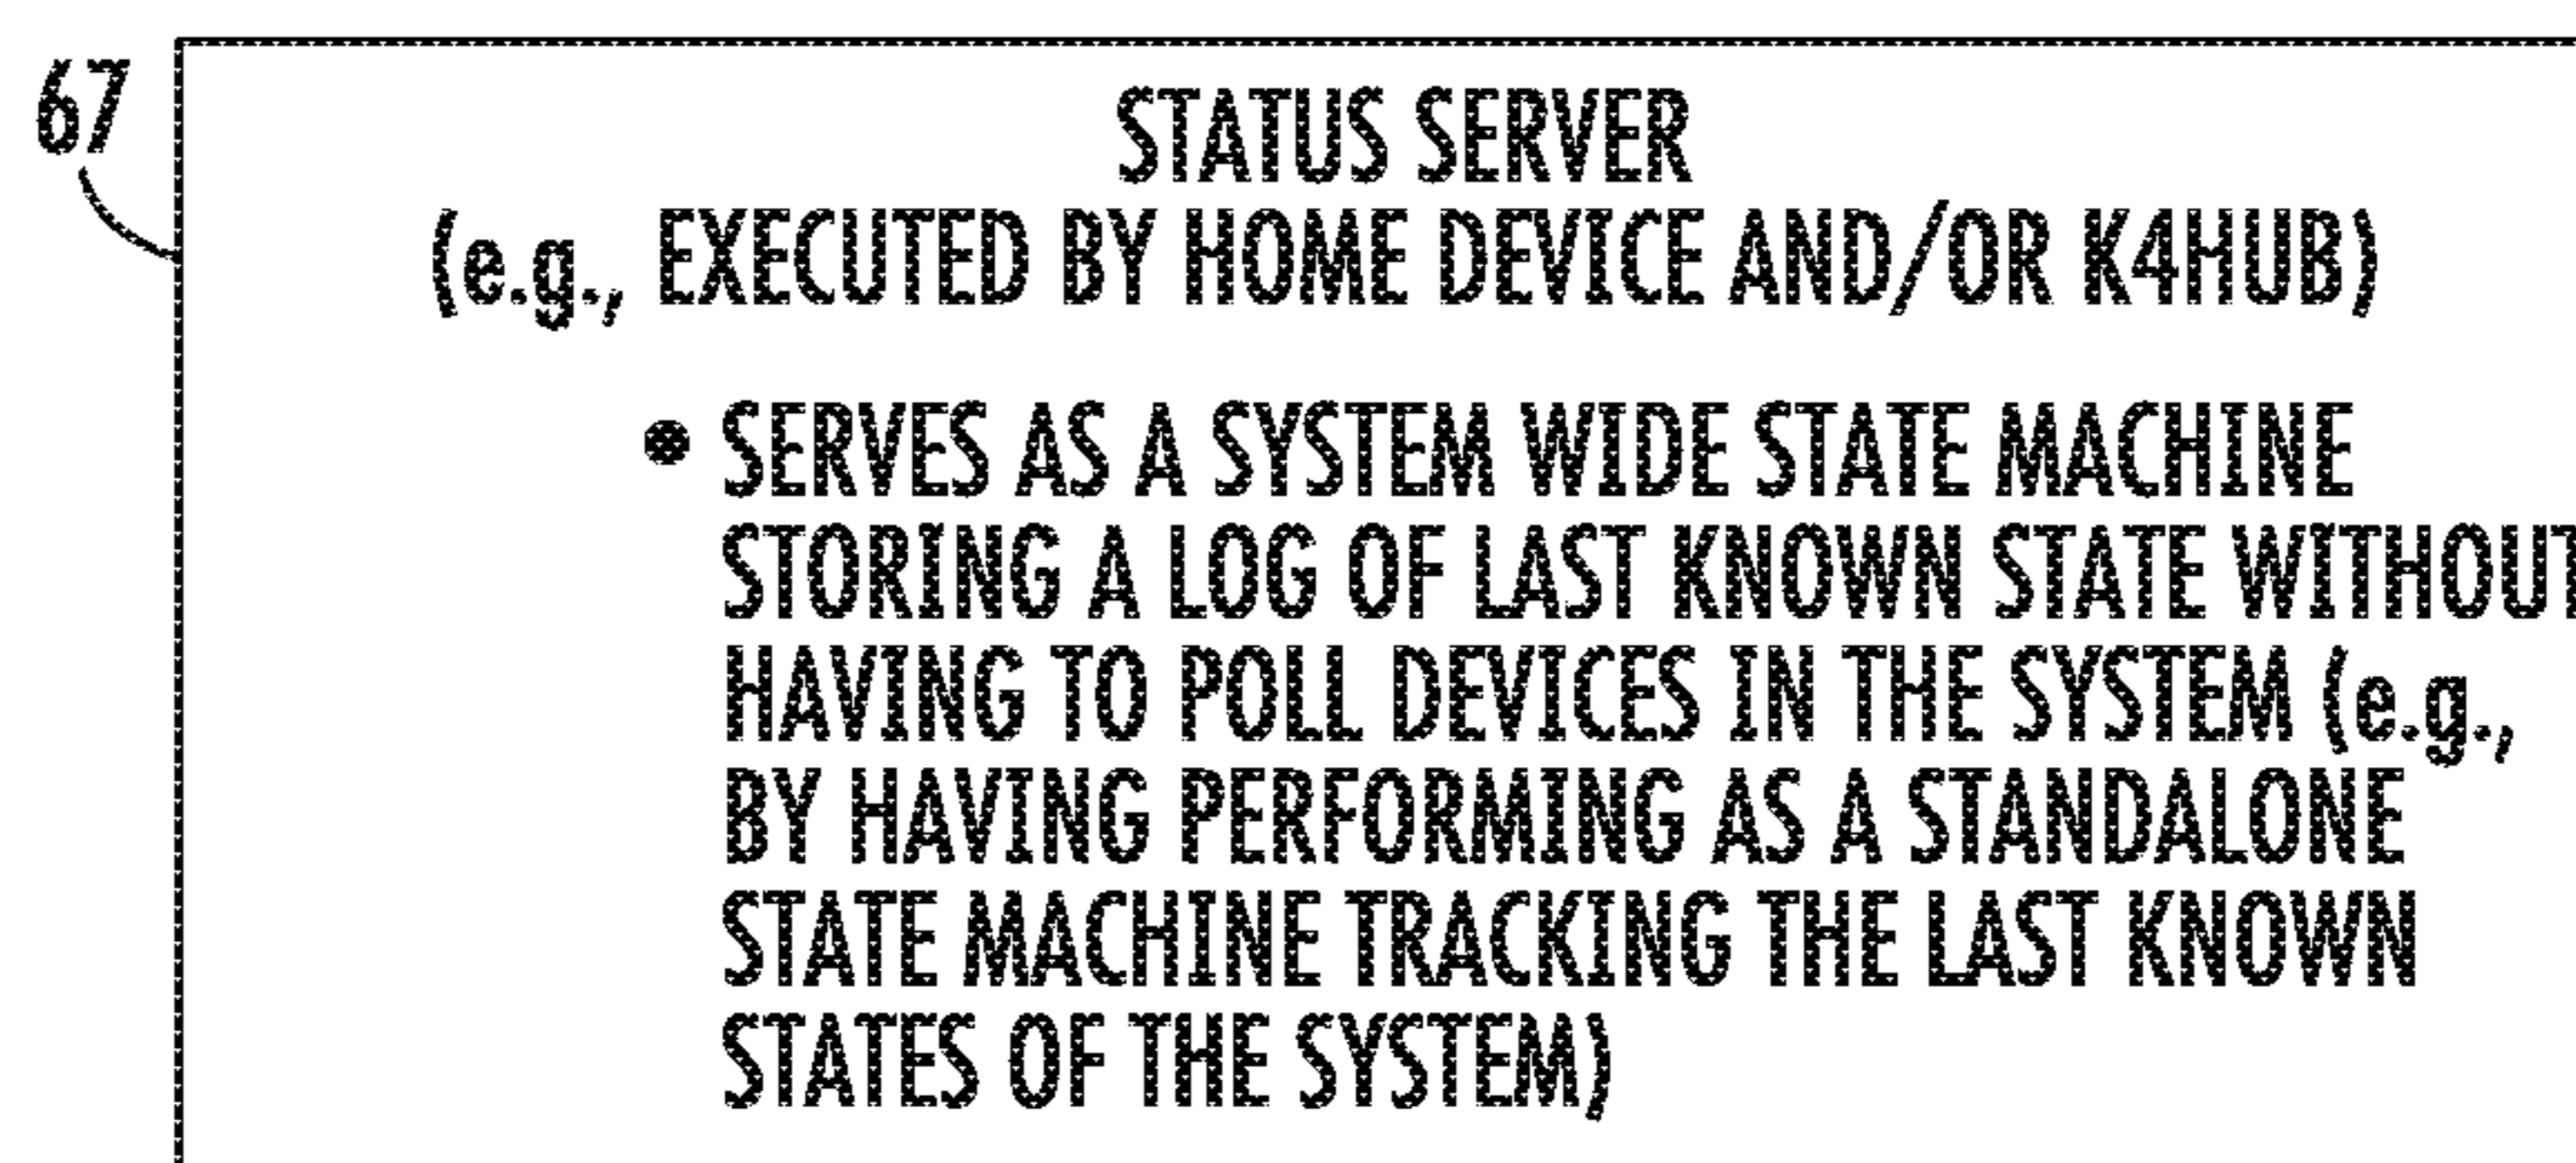 67
STATUS SERVER
(e.g., EXECUTED BY HOME DEVICE AND/OR K4HUB)
• SERVES AS A SYSTEM WIDE STATE MACHINE
STORING A LOG OF LAST KNOWN STATE WITHOUT
HAVING TO POLL DEVICES IN THE SYSTEM (e.g.,
BY HAVING PERFORMING AS A STANDALONE
STATE MACHINE TRACKING THE LAST KNOWN
STATES OF THE SYSTEM)